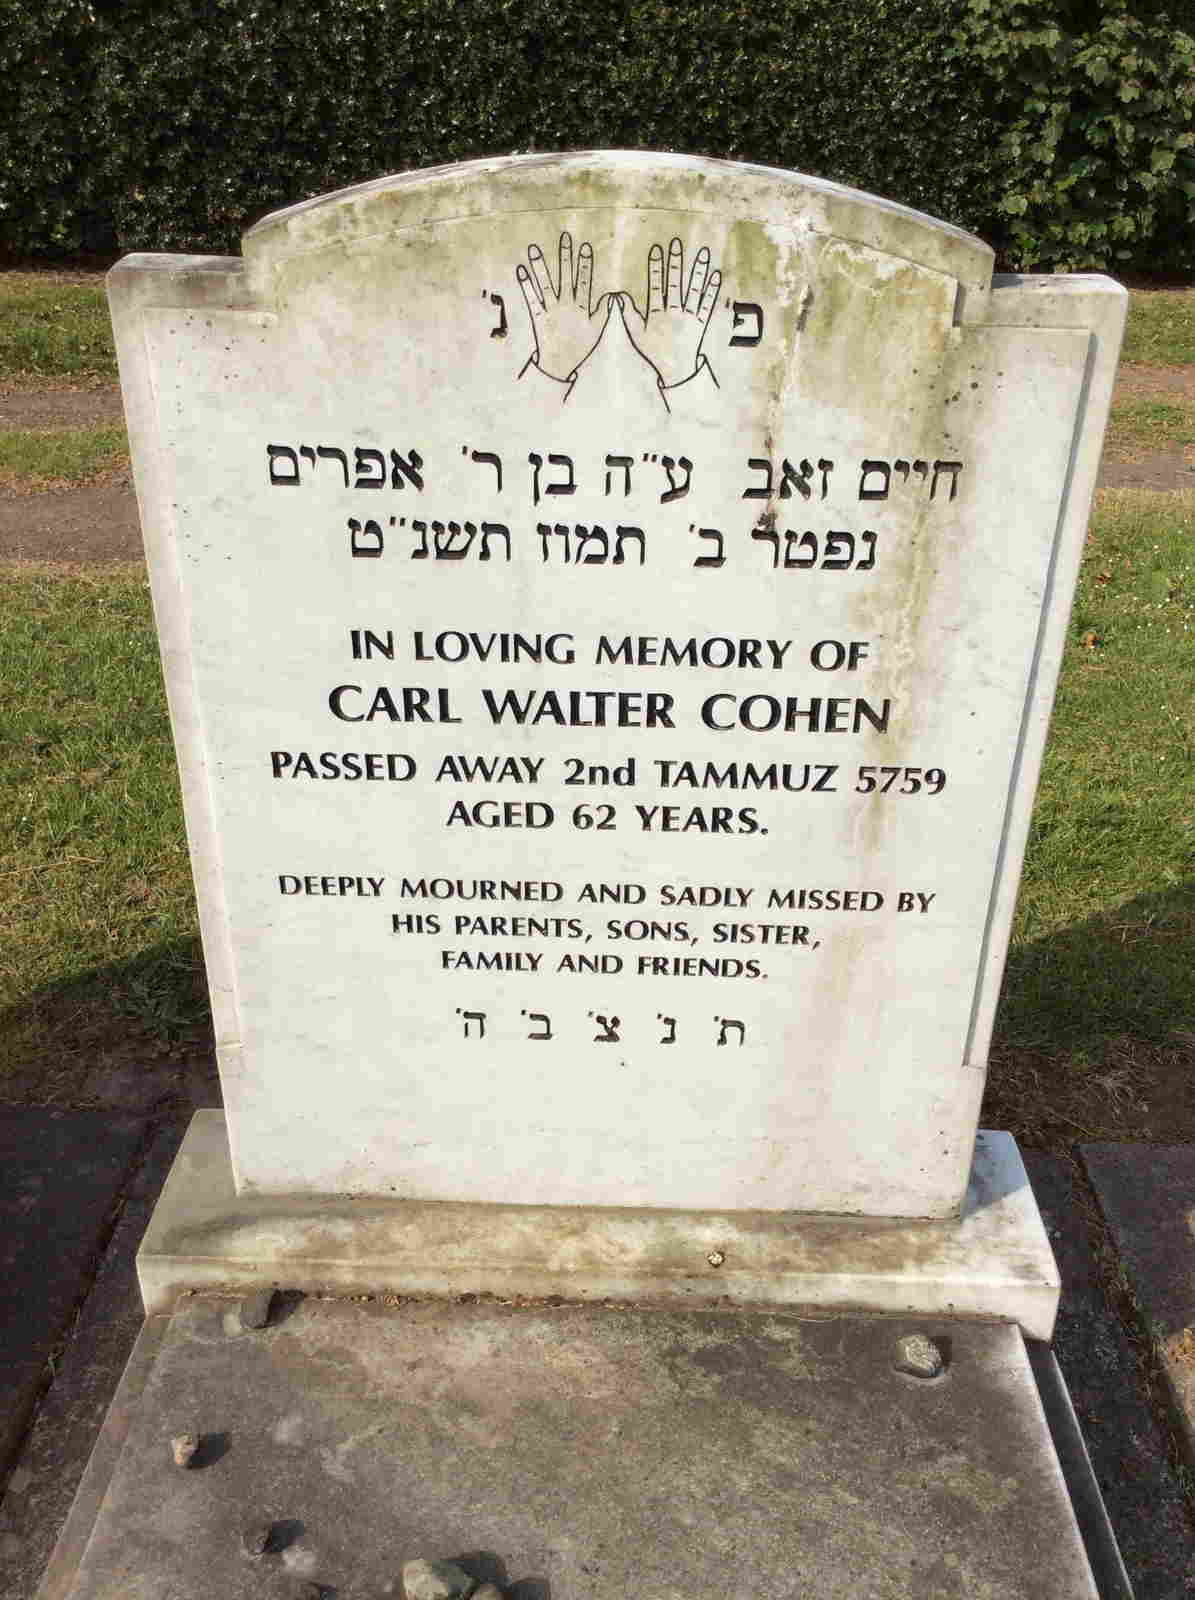 פ' נ'
חיים זאב ע"ה בן ר' אפרים
נפטר ב' תמוז תשנ"ט
IN LOVING MEMORY OF
CARL WALTER COHEN
PASSED AWAY 2nd TAMMUZ 5759
AGED 62 YEARS.
DEEPLY MOURNED AND SADLY MISSED BY
HIS PARENTS, SONS, SISTER,
FAMILY AND FRIENDS.
ת' נ' צ' ב' ה'